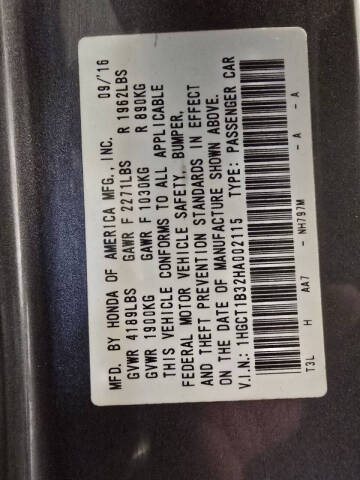 MFD. BY HONDA OF AMERICA MFG., INC. 09/'16
GVWR 4189LBS GAWR F 2271LBS R 1962LBS
GVWR 1900KG GAWR F 1030KG R 890KG
THIS VEHICLE CONFORMS TO ALL APPLICABLE
FEDERAL MOTOR VEHICLE SAFETY, BUMPER,
AND THEFT PREVENTION STANDARDS IN EFFECT
ON THE DATE OF MANUFACTURE SHOWN ABOVE.
V.I.N.: 1HGCT1B32HA002115 TYPE: PASSENGER CAR
T3L H AA7 - NH797M - A - A